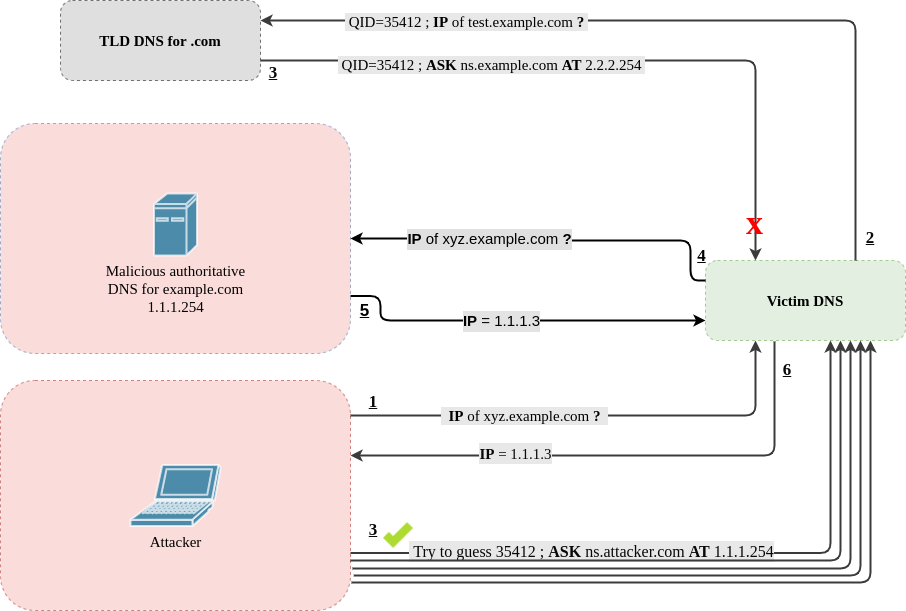 QID=35412 ; IP of test.example.com ?
TLD DNS for .com
QID=35412 ; ASK ns.example.com AT 2.2.2.254
3
X
2
IP of xyz.example.com ?
4
Malicious authoritative
DNS for example.com
1.1.1.254
Victim DNS
5
IP = 1.1.1.3
6
1
IP of xyz.example.com ?
IP = 1.1.1.3
3
Attacker
Try to guess 35412 ; ASK ns.attacker.com AT 1.1.1.254